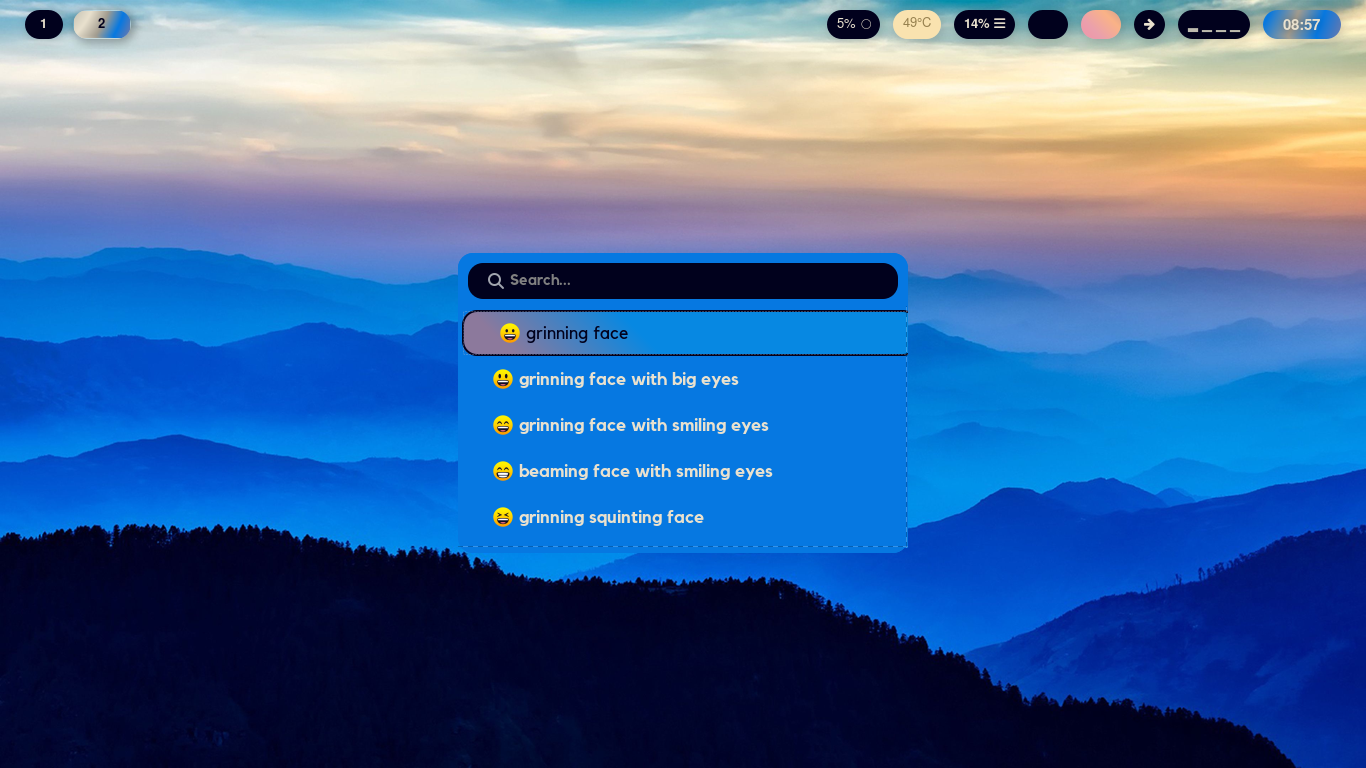 1 2 5% 49°C 14% 08:57
Search...
😀 grinning face
😃 grinning face with big eyes
😄 grinning face with smiling eyes
😁 beaming face with smiling eyes
😆 grinning squinting face